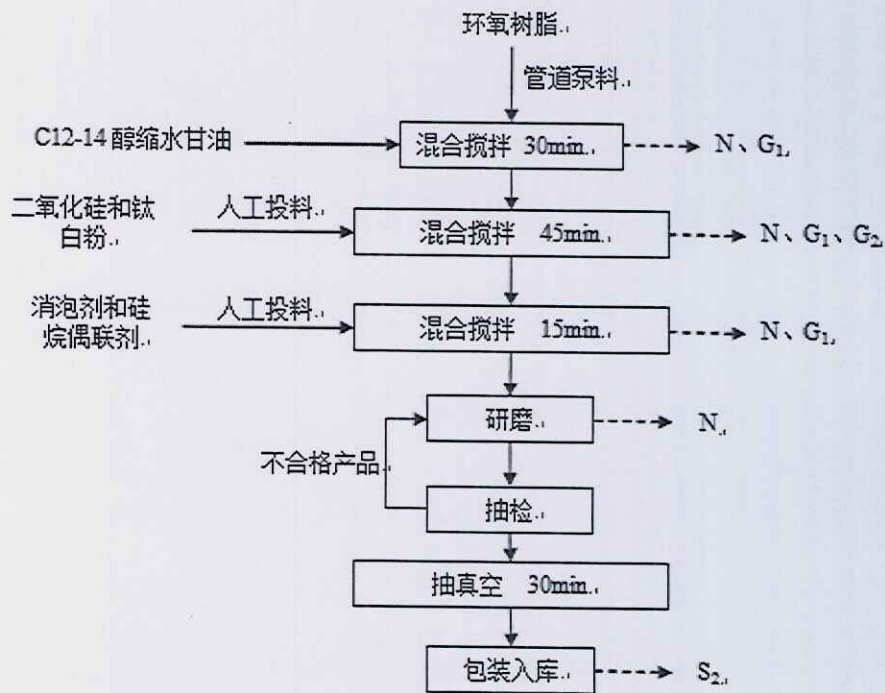 环氧树脂
管道泵料
C12-14醇缩水甘油
混合搅拌 30min
N、G1
二氧化硅和钛
白粉
人工投料
混合搅拌 45min
N、G1、G2
消泡剂和硅
烷偶联剂
人工投料
混合搅拌 15min
N、G1
研磨
N
不合格产品
抽检
抽真空 30min
包装入库
S2